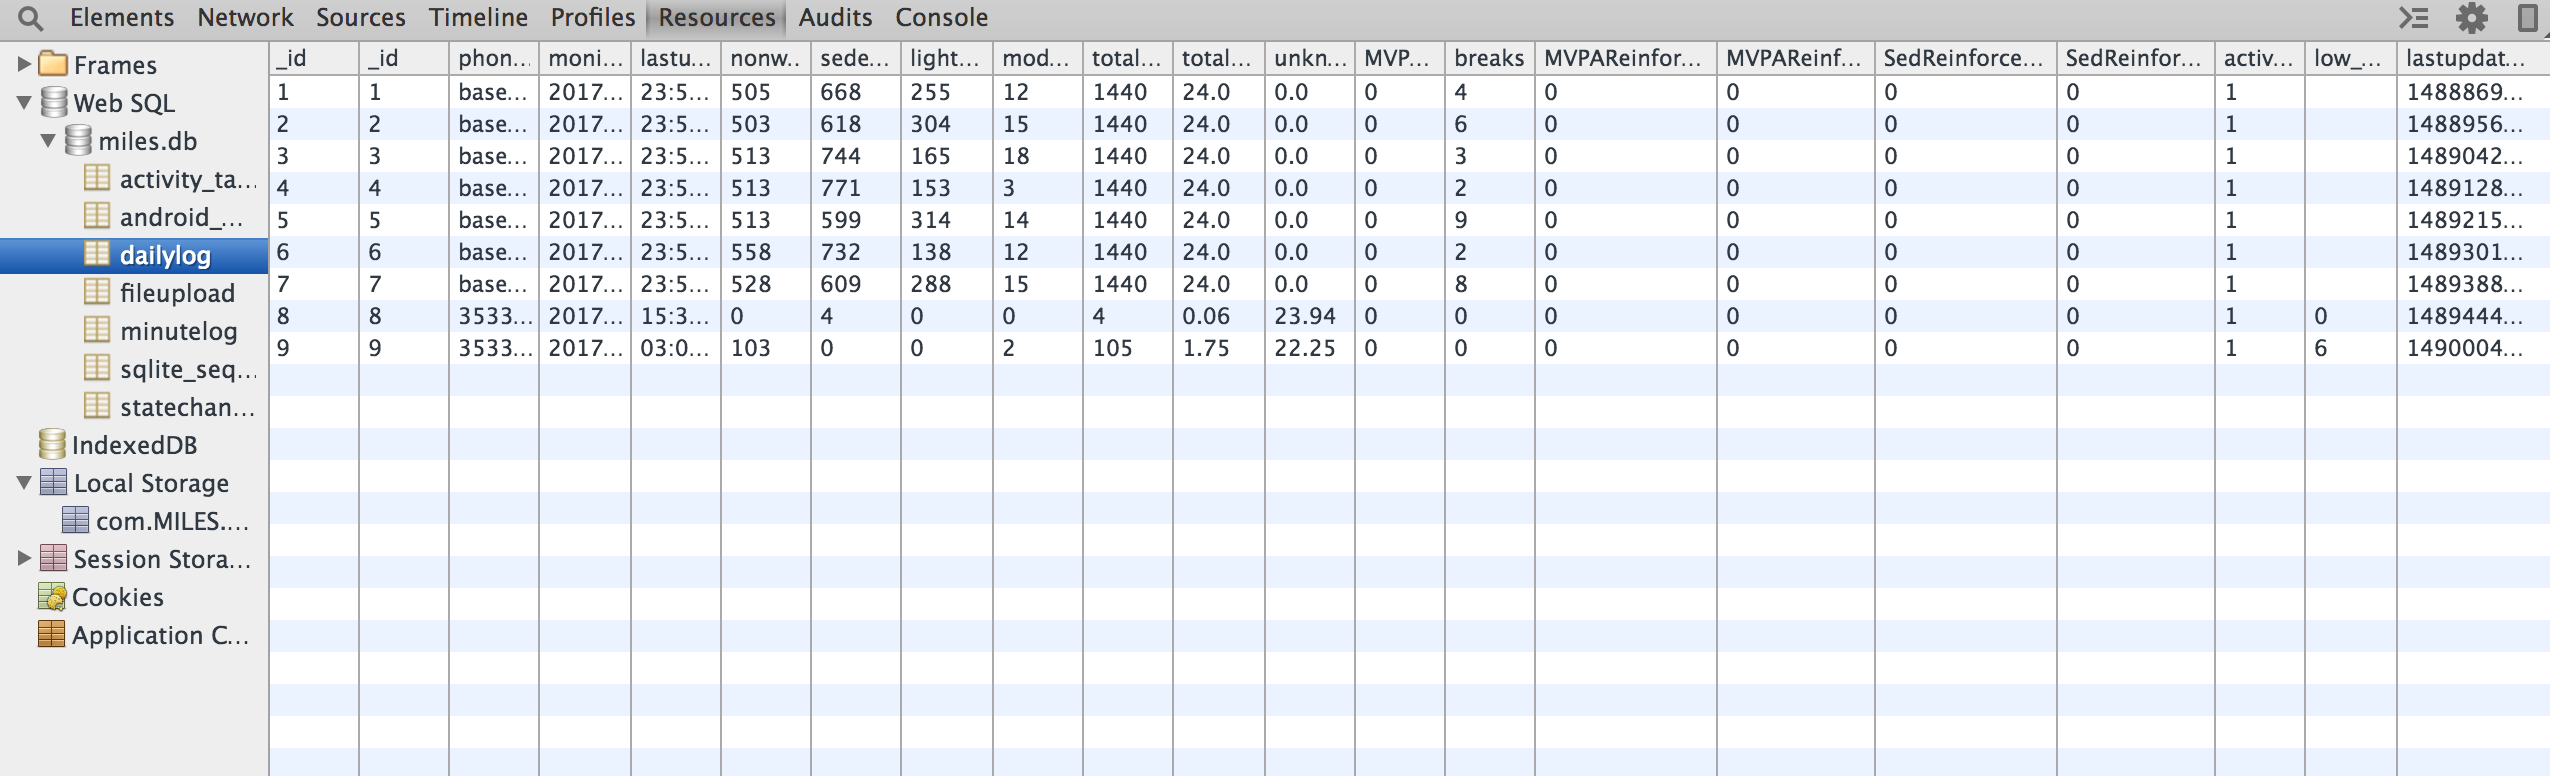 Elements Network Sources Timeline Profiles Resources Audits Console
Frames
Web SQL
miles.db
activity_ta...
android_...
dailylog
fileupload
minutelog
sqlite_seq...
statechan...
IndexedDB
Local Storage
com.MILES....
Session Stora...
Cookies
Application C...
_id _id phon... moni... lastu... nonw... sede... light... mod... total... total... unkn... MVP... breaks MVPAReinfor... MVPAReinf... SedReinforce... SedReinfor... activ... low_... lastupdat...
1 1 base... 2017... 23:5... 505 668 255 12 1440 24.0 0.0 0 4 0 0 0 0 1 1488869...
2 2 base... 2017... 23:5... 503 618 304 15 1440 24.0 0.0 0 6 0 0 0 0 1 1488956...
3 3 base... 2017... 23:5... 513 744 165 18 1440 24.0 0.0 0 3 0 0 0 0 1 1489042...
4 4 base... 2017... 23:5... 513 771 153 3 1440 24.0 0.0 0 2 0 0 0 0 1 1489128...
5 5 base... 2017... 23:5... 513 599 314 14 1440 24.0 0.0 0 9 0 0 0 0 1 1489215...
6 6 base... 2017... 23:5... 558 732 138 12 1440 24.0 0.0 0 2 0 0 0 0 1 1489301...
7 7 base... 2017... 23:5... 528 609 288 15 1440 24.0 0.0 0 8 0 0 0 0 1 1489388...
8 8 3533... 2017... 15:3... 0 4 0 0 4 0.06 23.94 0 0 0 0 0 0 1 0 1489444...
9 9 3533... 2017... 03:0... 103 0 0 2 105 1.75 22.25 0 0 0 0 0 0 1 6 1490004...